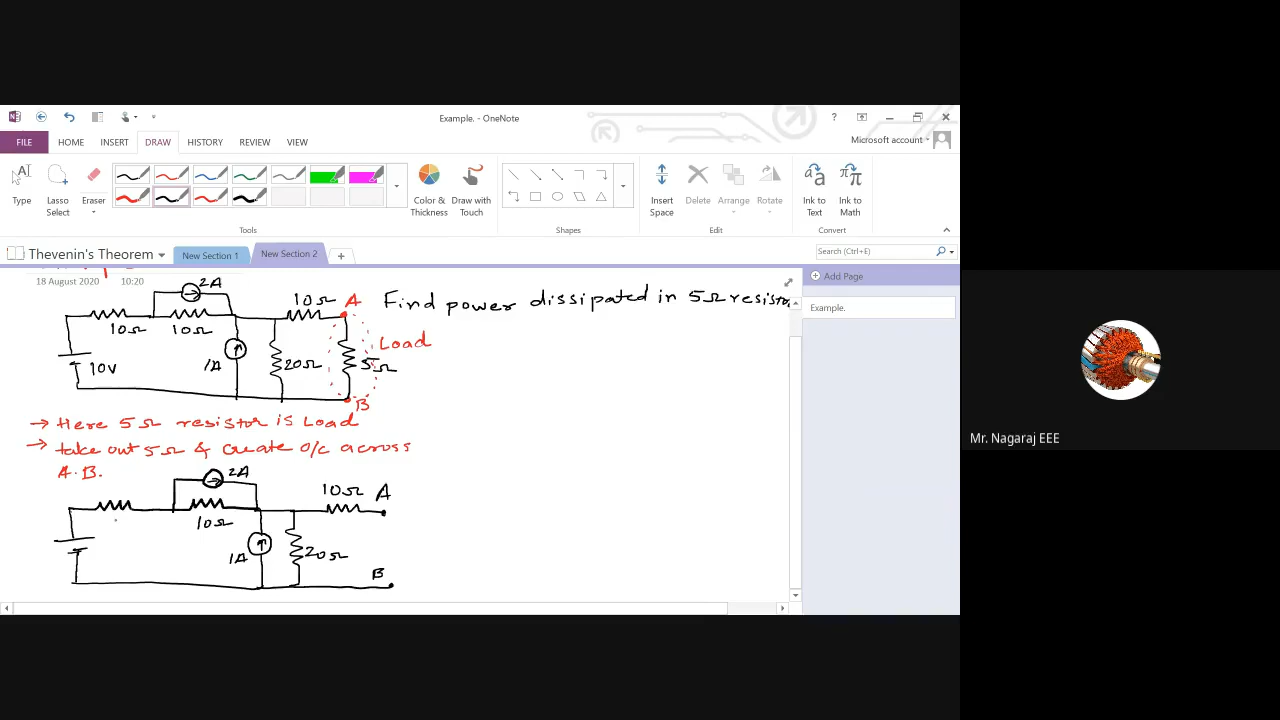 Example. - OneNote
?
FILE HOME INSERT DRAW HISTORY REVIEW VIEW
Microsoft account
Type
Lasso Select
Eraser
Color & Thickness
Draw with Touch
Insert Space
Delete
Arrange
Rotate
Ink to Text
Ink to Math
Tools
Shapes
Edit
Convert
Thevenin's Theorem
New Section 1
New Section 2
Search (Ctrl+E)
Add Page
Example.
18 August 2020 10:20
2A
10Ω
A
Find power dissipated in 5Ω resistor
10Ω
10Ω
Load
10V
1A
20Ω
5Ω
B
→ Here 5Ω resistor is Load
→ take out 5Ω & create o/c across
A.B.
2A
10Ω
A
10Ω
1A
20Ω
B
Mr. Nagaraj EEE